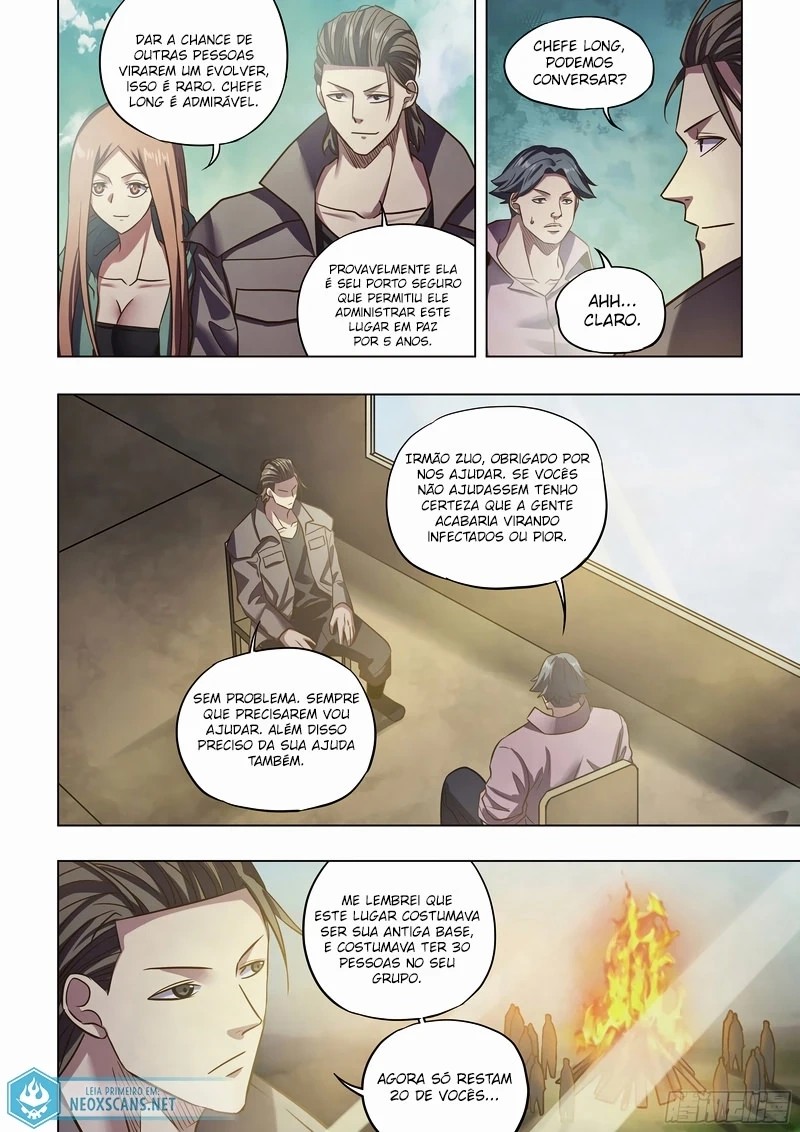 DAR A CHANCE DE
OUTRAS PESSOAS
VIRAREM UM EVOLVER,
ISSO É RARO. CHEFE
LONG É ADMIRÁVEL.
PROVAVELMENTE ELA
É SEU PORTO SEGURO
QUE PERMITIU ELE
ADMINISTRAR ESTE
LUGAR EM PAZ
POR 5 ANOS.
CHEFE LONG,
PODEMOS
CONVERSAR?
AHH...
CLARO.
IRMÃO ZUO, OBRIGADO POR
NOS AJUDAR. SE VOCÊS
NÃO AJUDASSEM TENHO
CERTEZA QUE A GENTE
ACABARIA VIRANDO
INFECTADOS OU PIOR.
SEM PROBLEMA. SEMPRE
QUE PRECISAREM VOU
AJUDAR. ALÉM DISSO
PRECISO DA SUA AJUDA
TAMBÉM.
ME LEMBREI QUE
ESTE LUGAR COSTUMAVA
SER SUA ANTIGA BASE,
E COSTUMAVA TER 30
PESSOAS NO SEU
GRUPO.
AGORA SÓ RESTAM
20 DE VOCÊS...
LEIA PRIMEIRO EM:
NEOXSCANS.NET
腾讯动漫